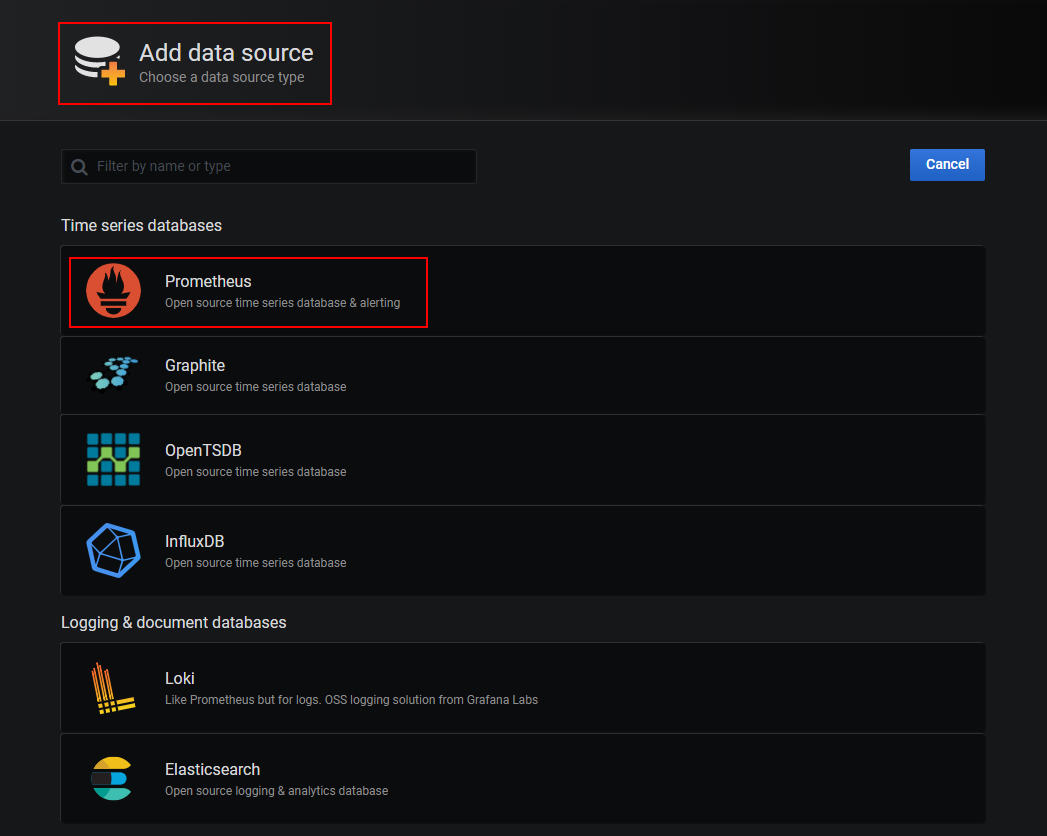 Add data source
Choose a data source type
Filter by name or type
Cancel
Time series databases
Prometheus
Open source time series database & alerting
Graphite
Open source time series database
OpenTSDB
Open source time series database
InfluxDB
Open source time series database
Logging & document databases
Loki
Like Prometheus but for logs. OSS logging solution from Grafana Labs
Elasticsearch
Open source logging & analytics database